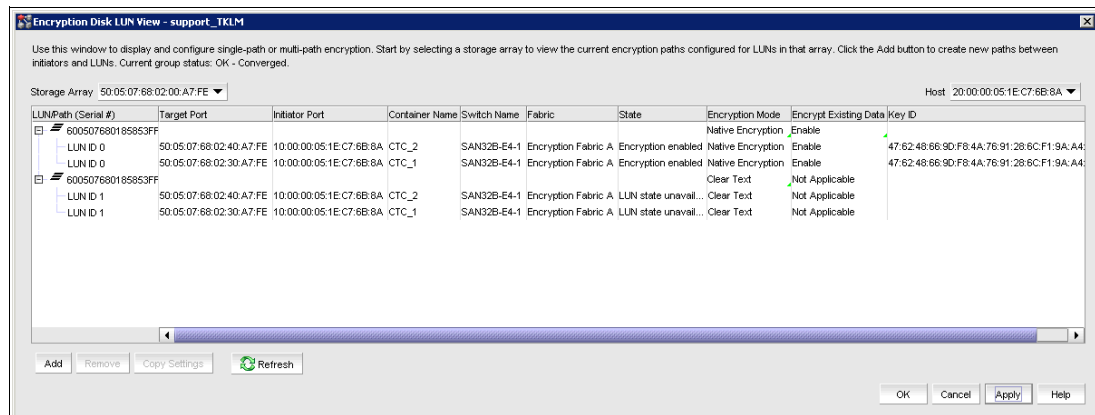 Encryption Disk LUN View - support_TKLM
Use this window to display and configure single-path or multi-path encryption. Start by selecting a storage array to view the current encryption paths configured for LUNs in that array. Click the Add button to create new paths between
initiators and LUNs. Current group status: OK - Converged.
Storage Array 50:05:07:68:02:00:A7:FE Host 20:00:00:05:1E:C7:6B:8A
LUN/Path (Serial #) Target Port Initiator Port Container Name Switch Name Fabric State Encryption Mode Encrypt Existing Data Key ID
600507680185853FF Native Encryption Enable
LUN ID 0 50:05:07:68:02:40:A7:FE 10:00:00:05:1E:C7:6B:8A CTC_2 SAN32B-E4-1 Encryption Fabric A Encryption enabled Native Encryption Enable 47:62:48:66:9D:F8:4A:76:91:28:6C:F1:9A:A4:
LUN ID 0 50:05:07:68:02:30:A7:FE 10:00:00:05:1E:C7:6B:8A CTC_1 SAN32B-E4-1 Encryption Fabric A Encryption enabled Native Encryption Enable 47:62:48:66:9D:F8:4A:76:91:28:6C:F1:9A:A4:
600507680185853FF Clear Text Not Applicable
LUN ID 1 50:05:07:68:02:40:A7:FE 10:00:00:05:1E:C7:6B:8A CTC_2 SAN32B-E4-1 Encryption Fabric A LUN state unavail... Clear Text Not Applicable
LUN ID 1 50:05:07:68:02:30:A7:FE 10:00:00:05:1E:C7:6B:8A CTC_1 SAN32B-E4-1 Encryption Fabric A LUN state unavail... Clear Text Not Applicable
Add Remove Copy Settings Refresh
OK Cancel Apply Help